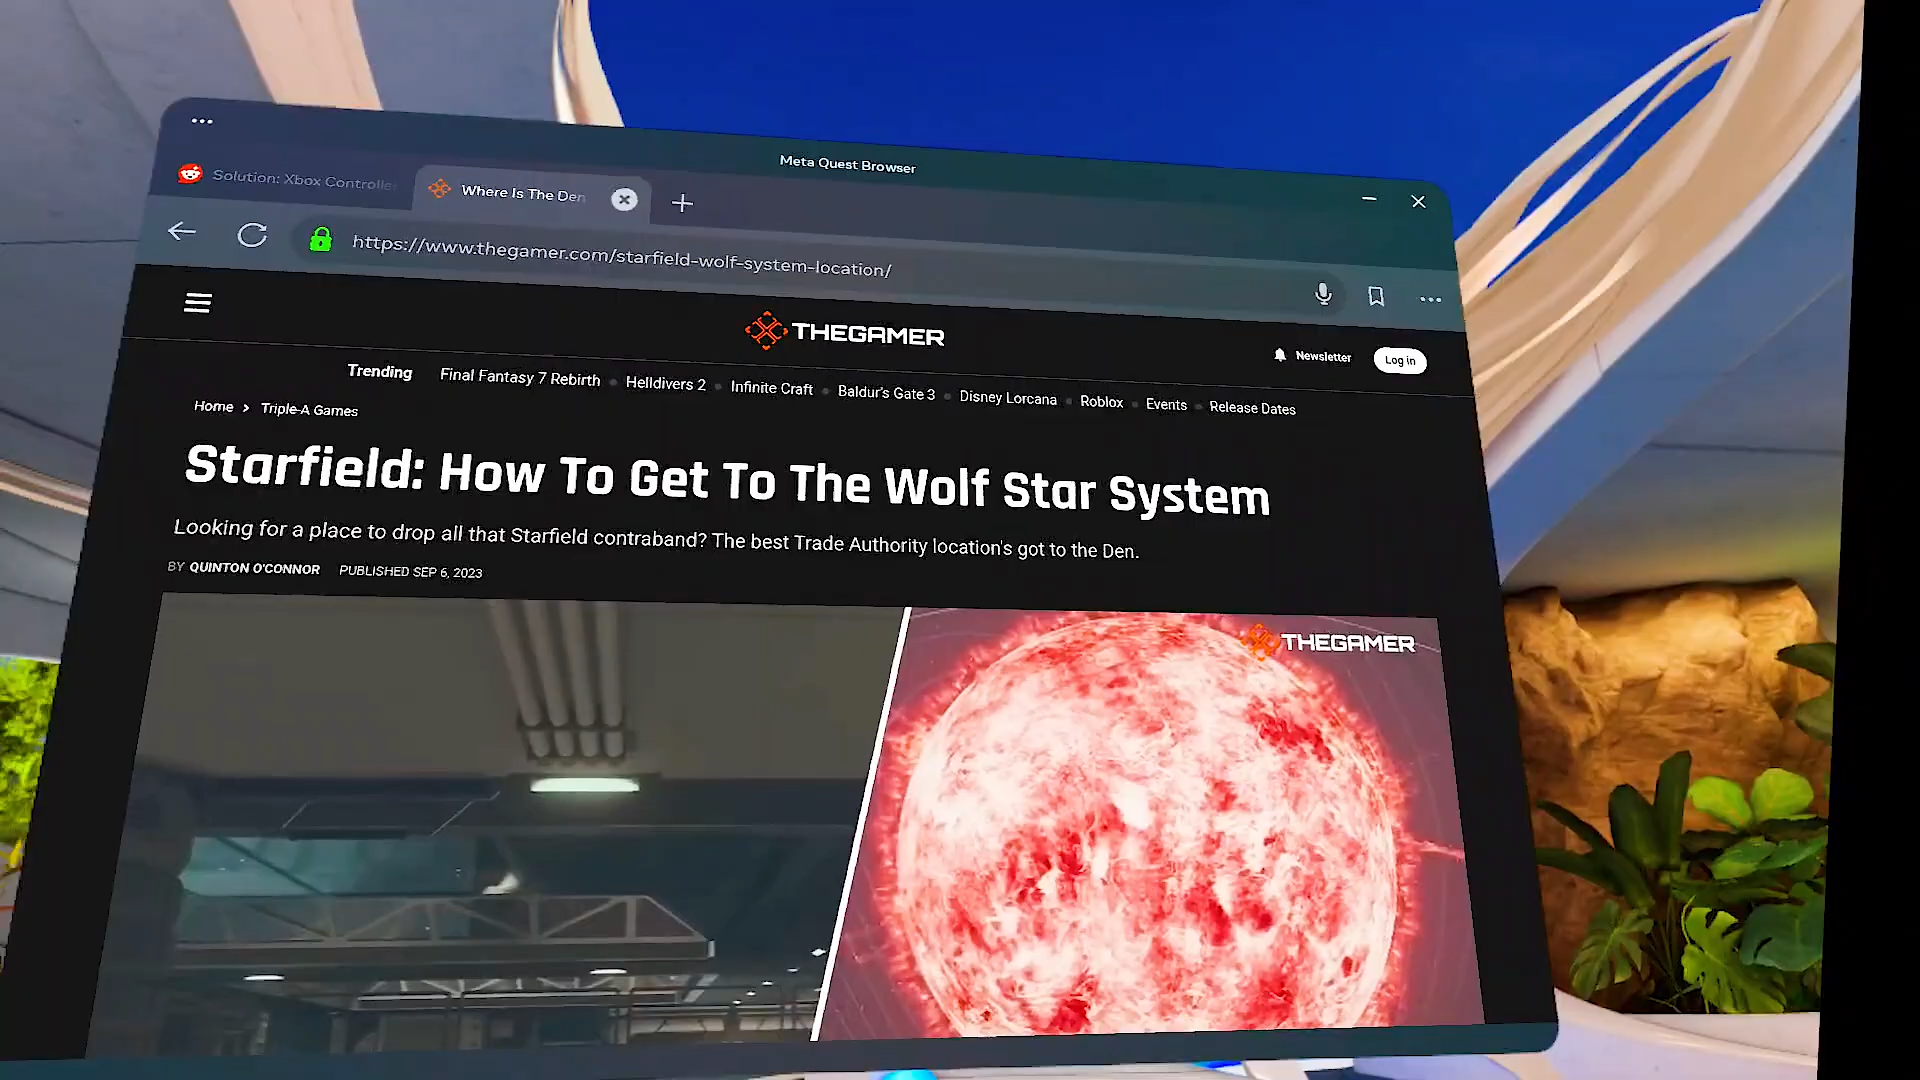 Meta Quest Browser
Solution: Xbox Controlle
Where Is The Den
https://www.thegamer.com/starfield-wolf-system-location/
THEGAMER
Newsletter
Log in
Trending
Final Fantasy 7 Rebirth • Helldivers 2 • Infinite Craft • Baldur's Gate 3 • Disney Lorcana • Roblox • Events • Release Dates
Home > Triple-A Games
Starfield: How To Get To The Wolf Star System
Looking for a place to drop all that Starfield contraband? The best Trade Authority location's got to the Den.
BY QUINTON O'CONNOR PUBLISHED SEP 6, 2023
THEGAMER